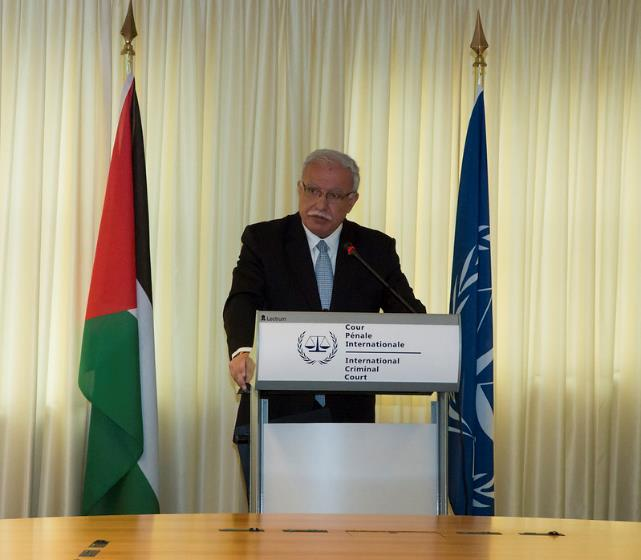 Lectrum
Cour
Pénale
Internationale
International
Criminal
Court